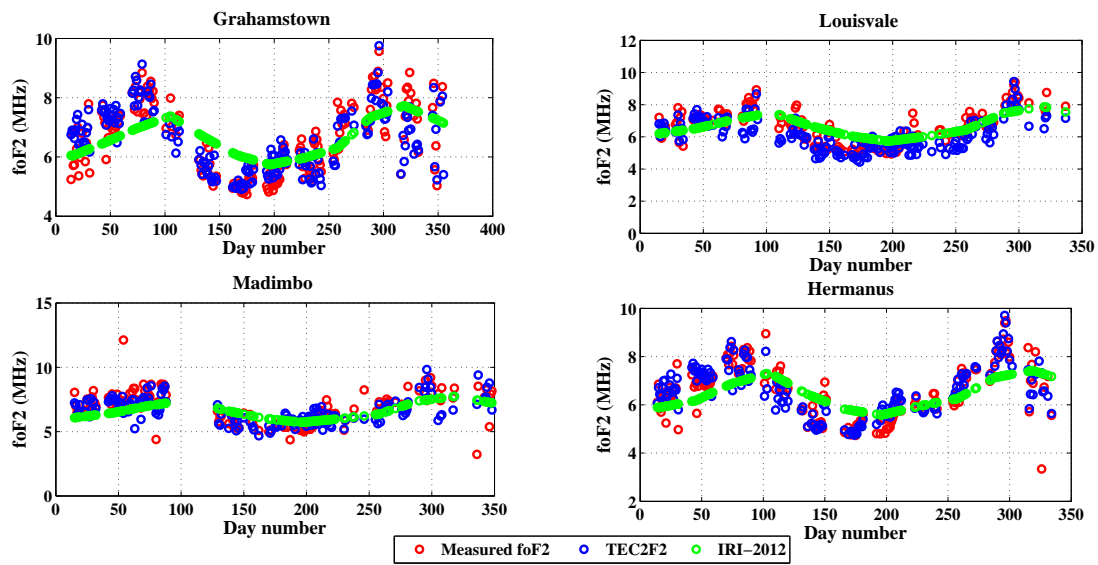 Grahamstown
foF2 (MHz)
10
8
6
4
0 50 100 150 200 250 300 350 400
Day number
Louisvale
foF2 (MHz)
12
10
8
6
4
2
0
0 50 100 150 200 250 300 350
Day number
Madimbo
foF2 (MHz)
15
10
5
0
0 50 100 150 200 250 300 350
Day number
Hermanus
foF2 (MHz)
10
8
6
4
2
0 50 100 150 200 250 300 350
Day number
Measured foF2 TEC2F2 IRI−2012